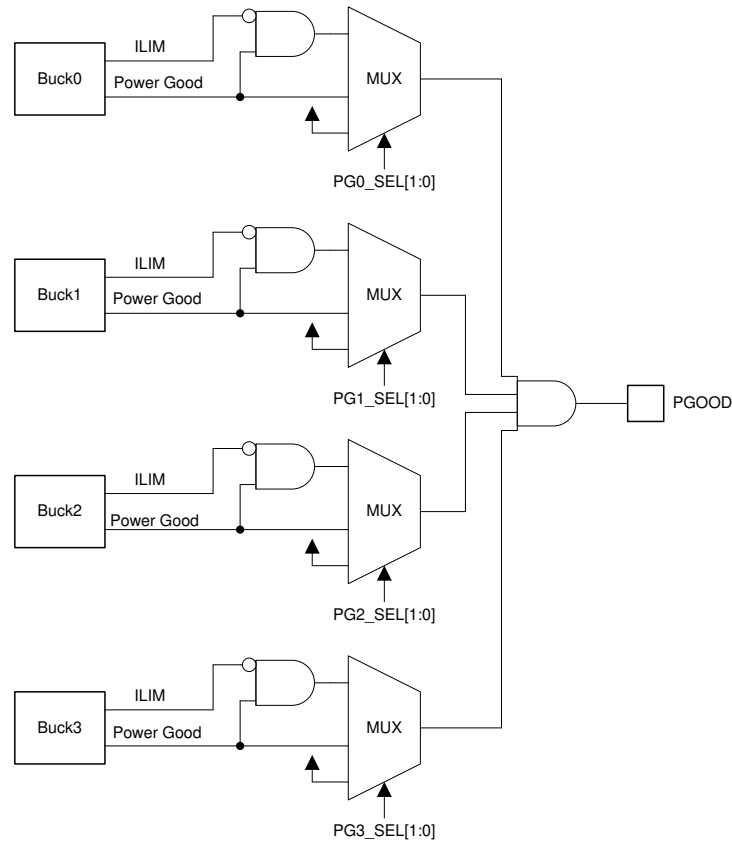 ILIM
Buck0
Power Good
MUX
PG0_SEL[1:0]
ILIM
Buck1
Power Good
MUX
PG1_SEL[1:0]
PGOOD
ILIM
Buck2
Power Good
MUX
PG2_SEL[1:0]
ILIM
Buck3
Power Good
MUX
PG3_SEL[1:0]